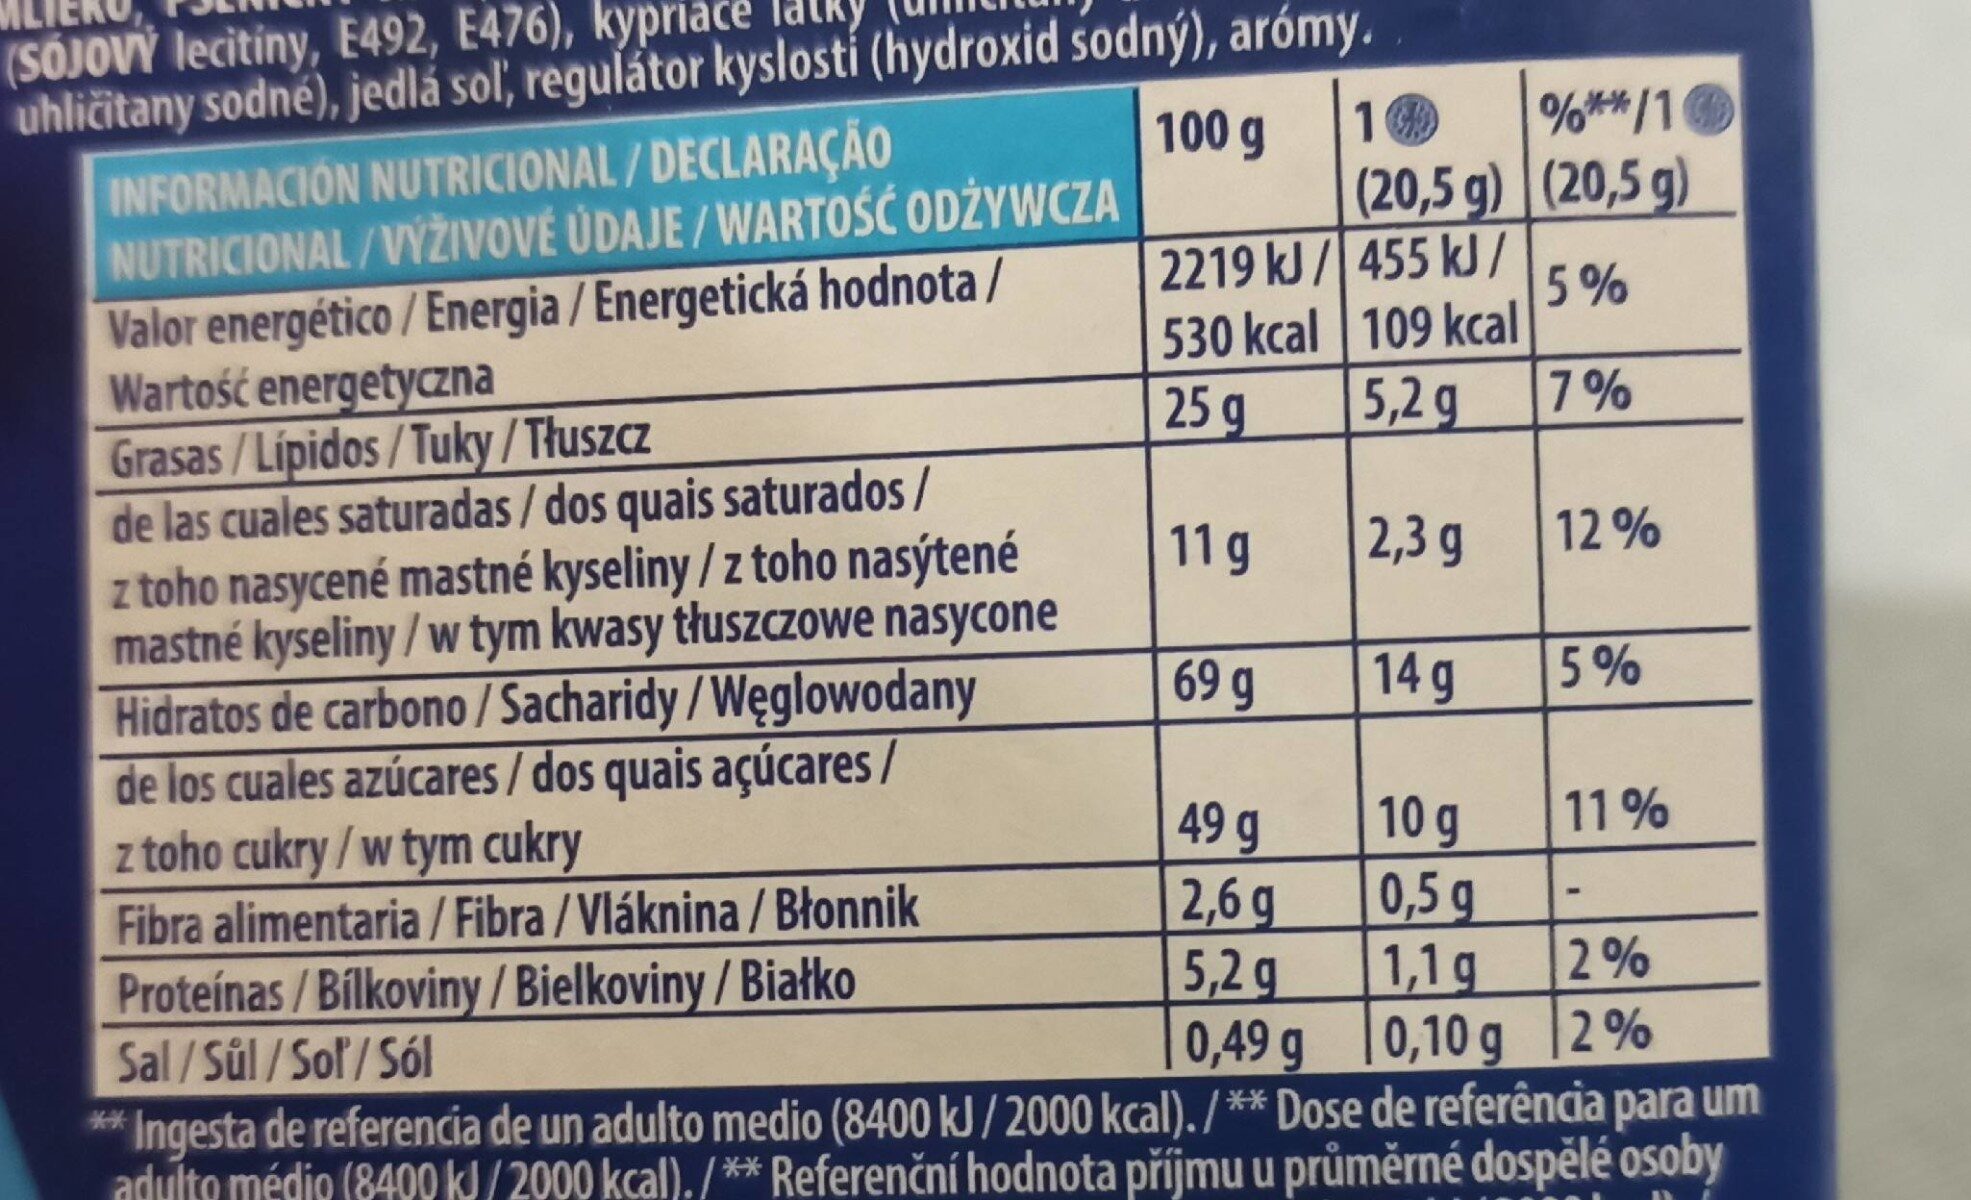 (SÓJOVÝ lecitíny, E492, E476), kypriace látky
uhličitany sodné), jedlá soľ, regulátor kyslosti (hydroxid sodný), arómy.
INFORMACIÓN NUTRICIONAL / DECLARAÇÃO
NUTRICIONAL / VÝŽIVOVÉ ÚDAJE / WARTOŚĆ ODŻYWCZA
100 g
1
(20,5 g)
%**/1
(20,5 g)
Valor energético / Energia / Energetická hodnota /
Wartość energetyczna
2219 kJ / 455 kJ / 5 %
530 kcal 109 kcal
Grasas / Lípidos / Tuky / Tłuszcz 25 g 5,2 g 7 %
de las cuales saturadas / dos quais saturados /
z toho nasycené mastné kyseliny / z toho nasýtené
mastné kyseliny / w tym kwasy tłuszczowe nasycone
11 g 2,3 g 12 %
Hidratos de carbono / Sacharidy / Węglowodany 69 g 14 g 5 %
de los cuales azúcares / dos quais açúcares /
z toho cukry / w tym cukry 49 g 10 g 11 %
Fibra alimentaria / Fibra / Vláknina / Błonnik 2,6 g 0,5 g -
Proteínas / Bílkoviny / Bielkoviny / Białko 5,2 g 1,1 g 2 %
Sal / Sůl / Soľ / Sól 0,49 g 0,10 g 2 %
** Ingesta de referencia de un adulto medio (8400 kJ / 2000 kcal). / ** Dose de referência para um
adulto médio (8400 kJ / 2000 kcal). / ** Referenční hodnota příjmu u průměrné dospělé osoby